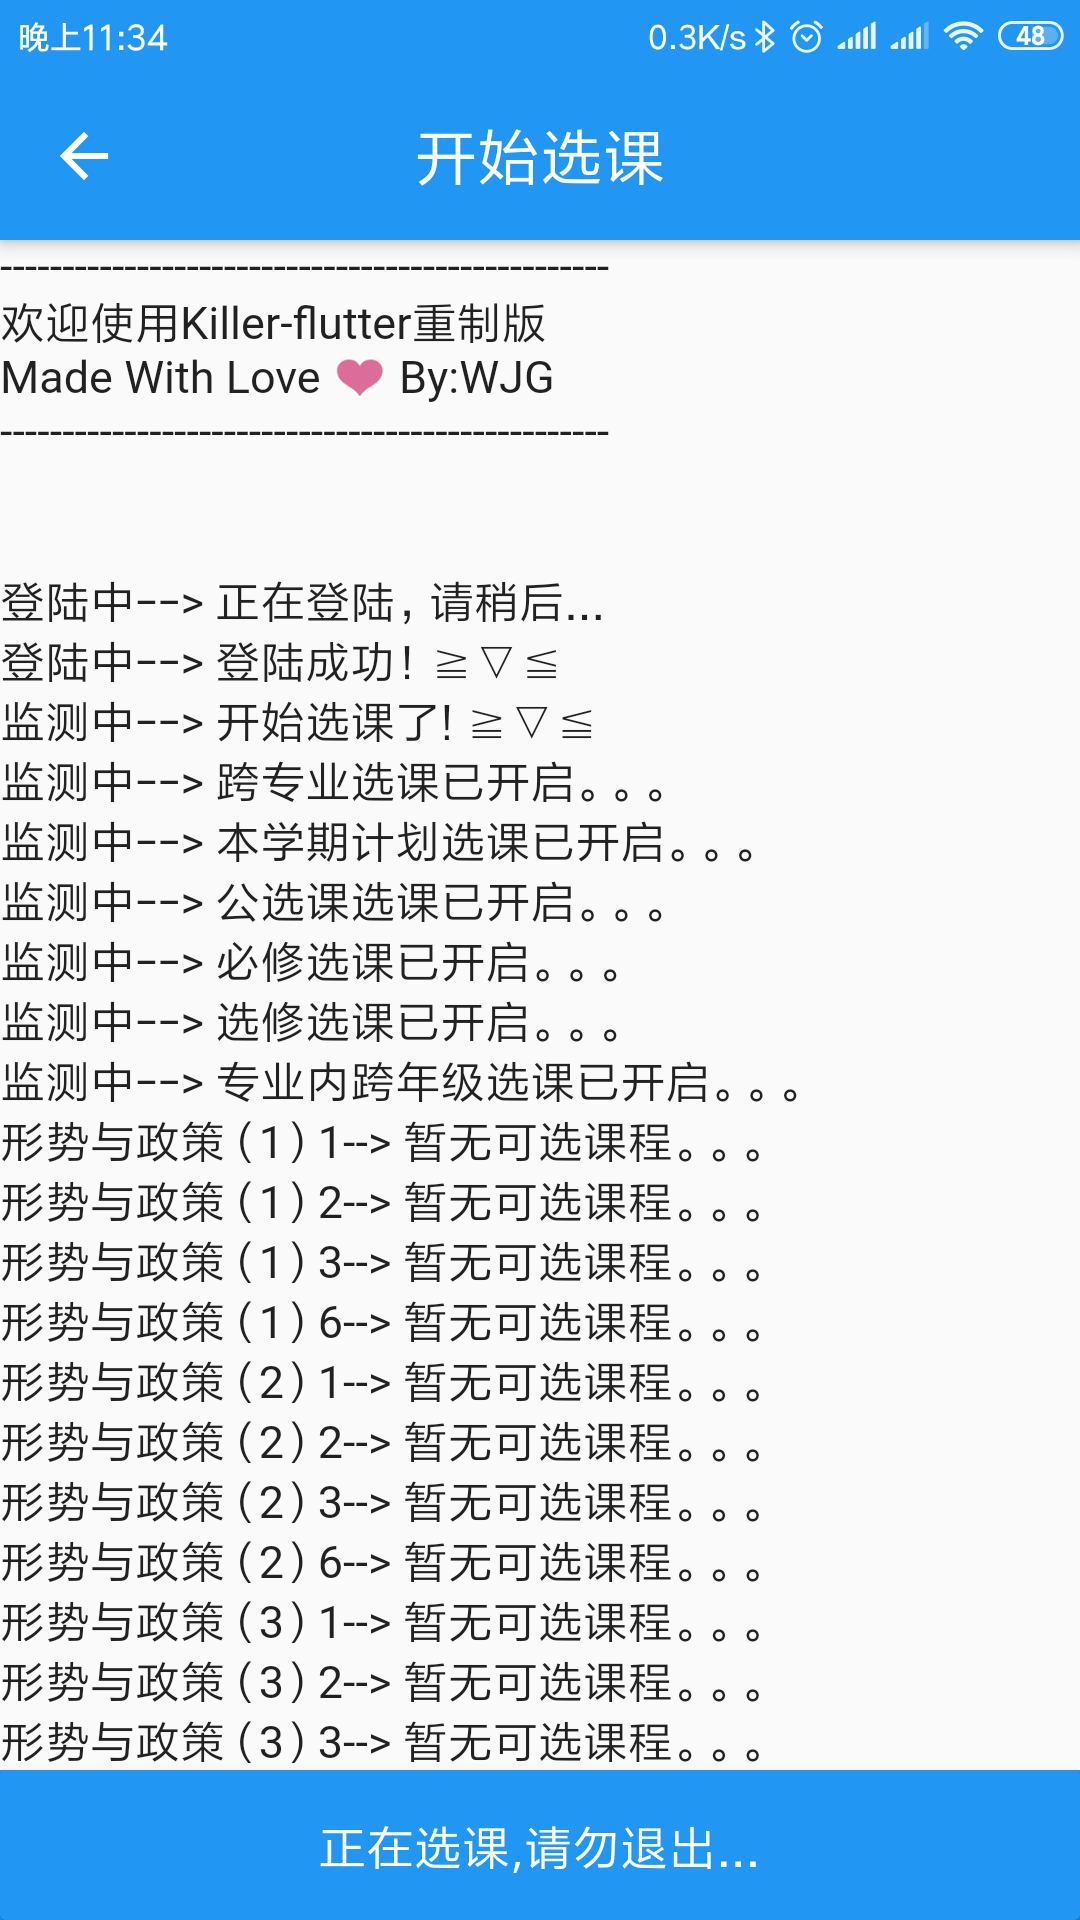 晚上11:34 0.3K/s 48
开始选课
-------------------------------------------------
欢迎使用Killer-flutter重制版
Made With Love 💗 By:WJG
-------------------------------------------------
登陆中--> 正在登陆，请稍后...
登陆中--> 登陆成功！≧▽≦
监测中--> 开始选课了! ≧▽≦
监测中--> 跨专业选课已开启。。。
监测中--> 本学期计划选课已开启。。。
监测中--> 公选课选课已开启。。。
监测中--> 必修选课已开启。。。
监测中--> 选修选课已开启。。。
监测中--> 专业内跨年级选课已开启。。。
形势与政策（1）1--> 暂无可选课程。。。
形势与政策（1）2--> 暂无可选课程。。。
形势与政策（1）3--> 暂无可选课程。。。
形势与政策（1）6--> 暂无可选课程。。。
形势与政策（2）1--> 暂无可选课程。。。
形势与政策（2）2--> 暂无可选课程。。。
形势与政策（2）3--> 暂无可选课程。。。
形势与政策（2）6--> 暂无可选课程。。。
形势与政策（3）1--> 暂无可选课程。。。
形势与政策（3）2--> 暂无可选课程。。。
形势与政策（3）3--> 暂无可选课程。。。
正在选课,请勿退出...